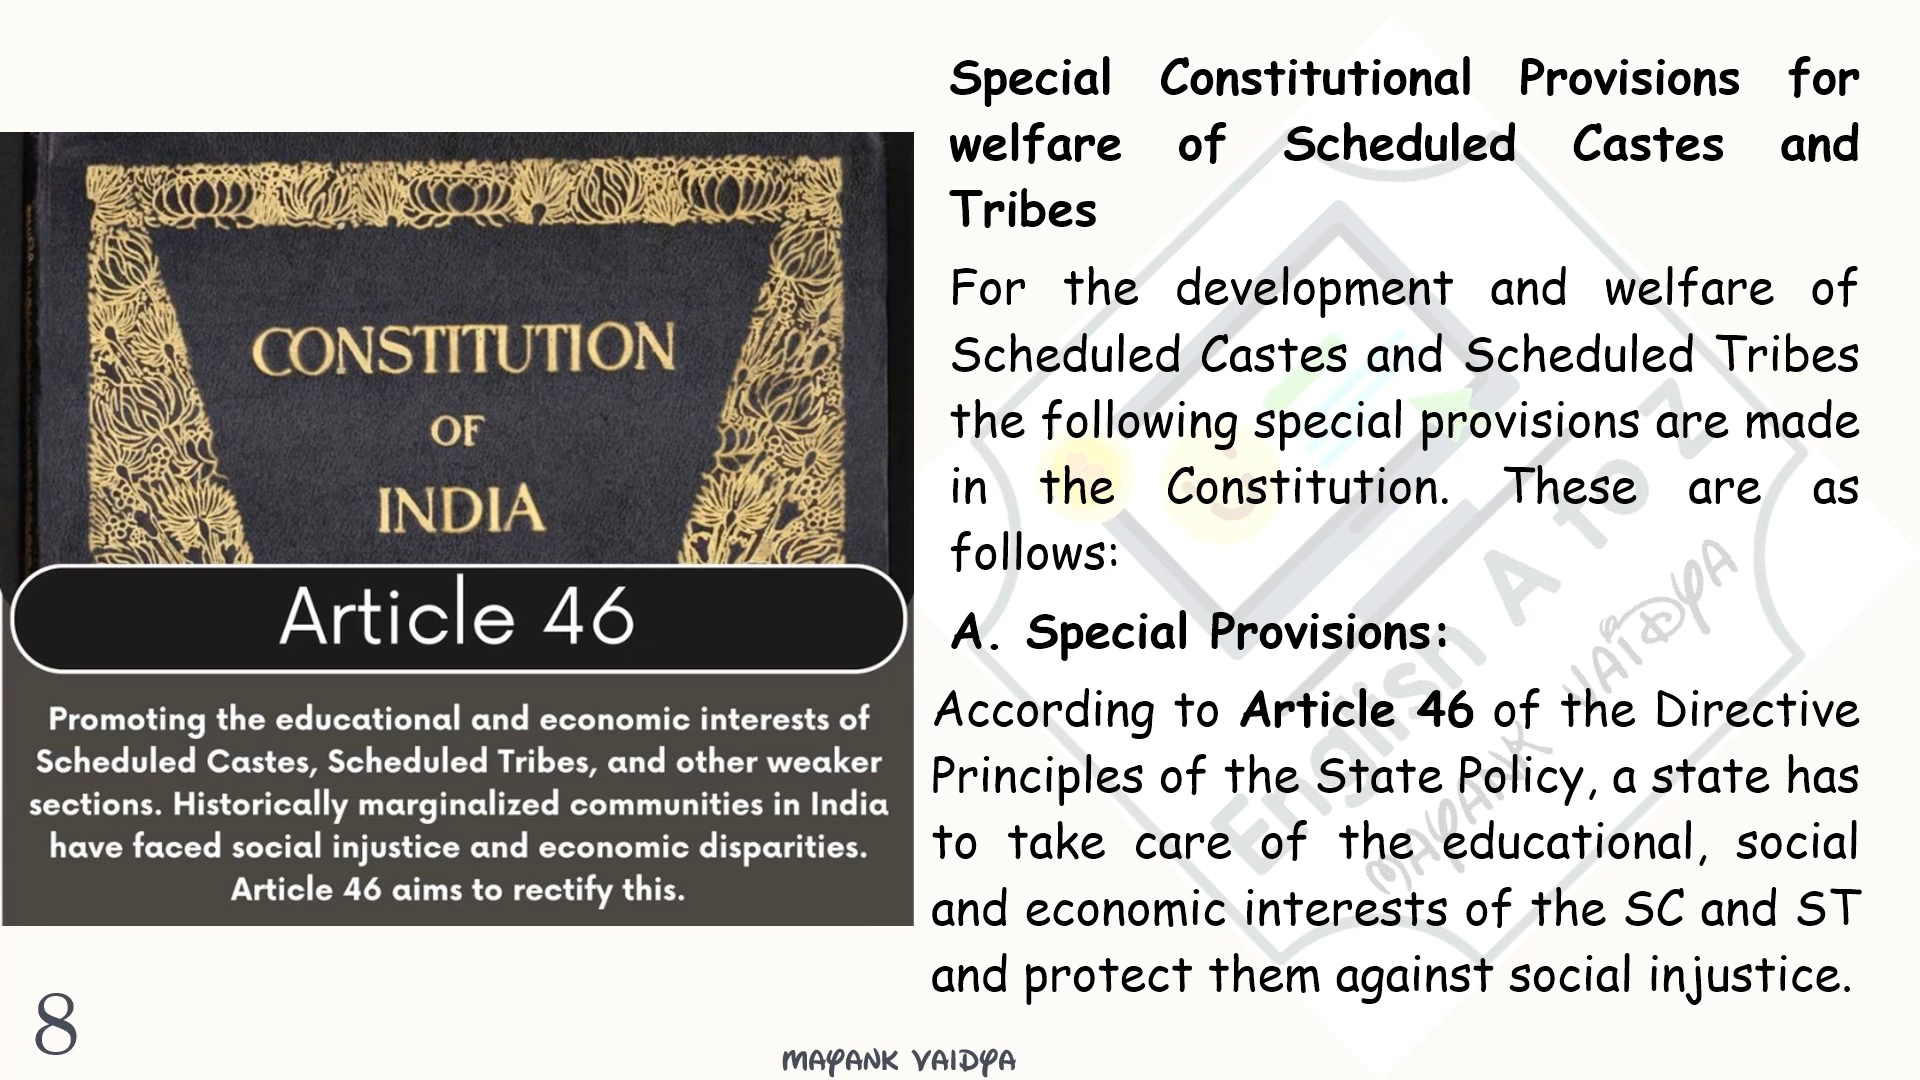 CONSTITUTION
OF
INDIA
Article 46
Promoting the educational and economic interests of
Scheduled Castes, Scheduled Tribes, and other weaker
sections. Historically marginalized communities in India
have faced social injustice and economic disparities.
Article 46 aims to rectify this.
Special Constitutional Provisions for
welfare of Scheduled Castes and
Tribes
For the development and welfare of
Scheduled Castes and Scheduled Tribes
the following special provisions are made
in the Constitution. These are as
follows:
A. Special Provisions:
According to Article 46 of the Directive
Principles of the State Policy, a state has
to take care of the educational, social
and economic interests of the SC and ST
and protect them against social injustice.
English A to Z
MAYANK VAIDYA
8
MAYANK VAIDYA